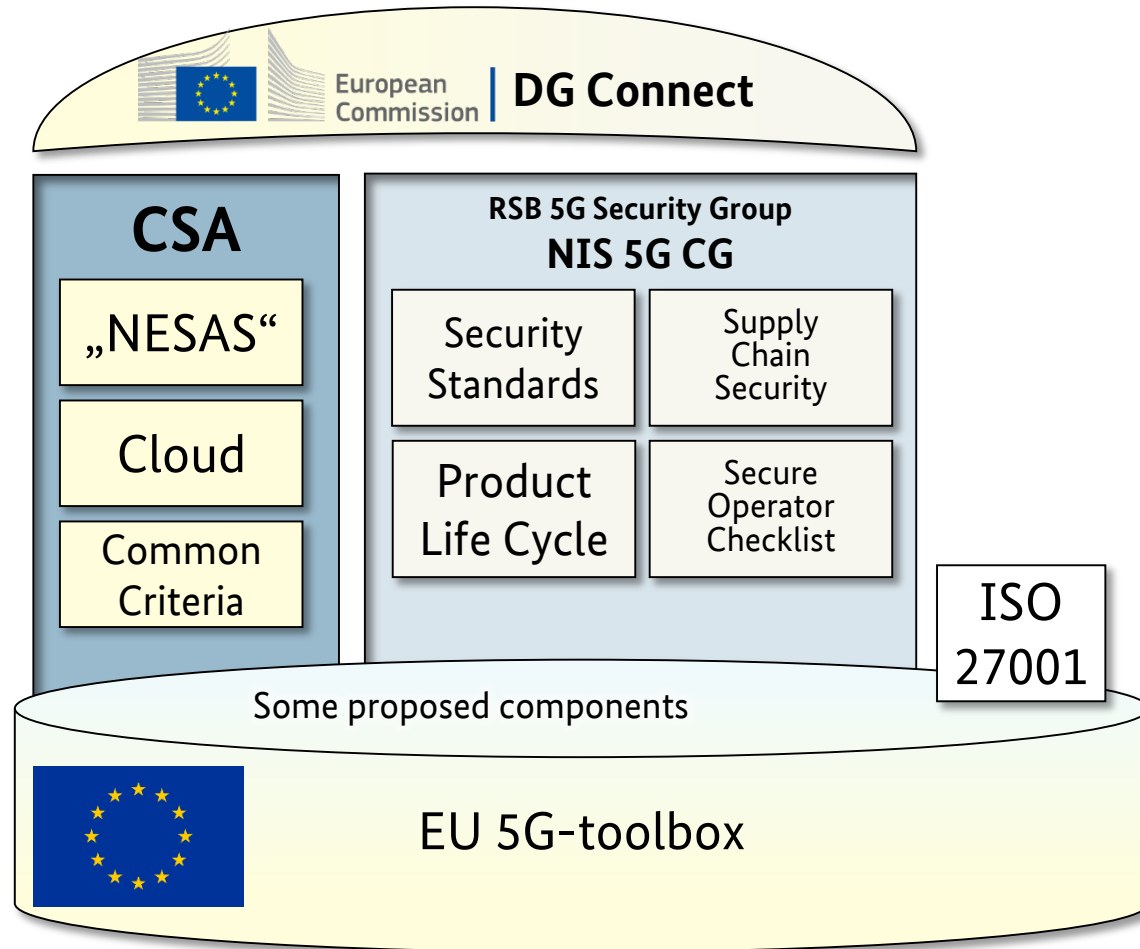 European
Commission
DG Connect
CSA
„NESAS“
Cloud
Common
Criteria
RSB 5G Security Group
NIS 5G CG
Security
Standards
Supply
Chain
Security
Product
Life Cycle
Secure
Operator
Checklist
ISO
27001
Some proposed components
EU 5G-toolbox